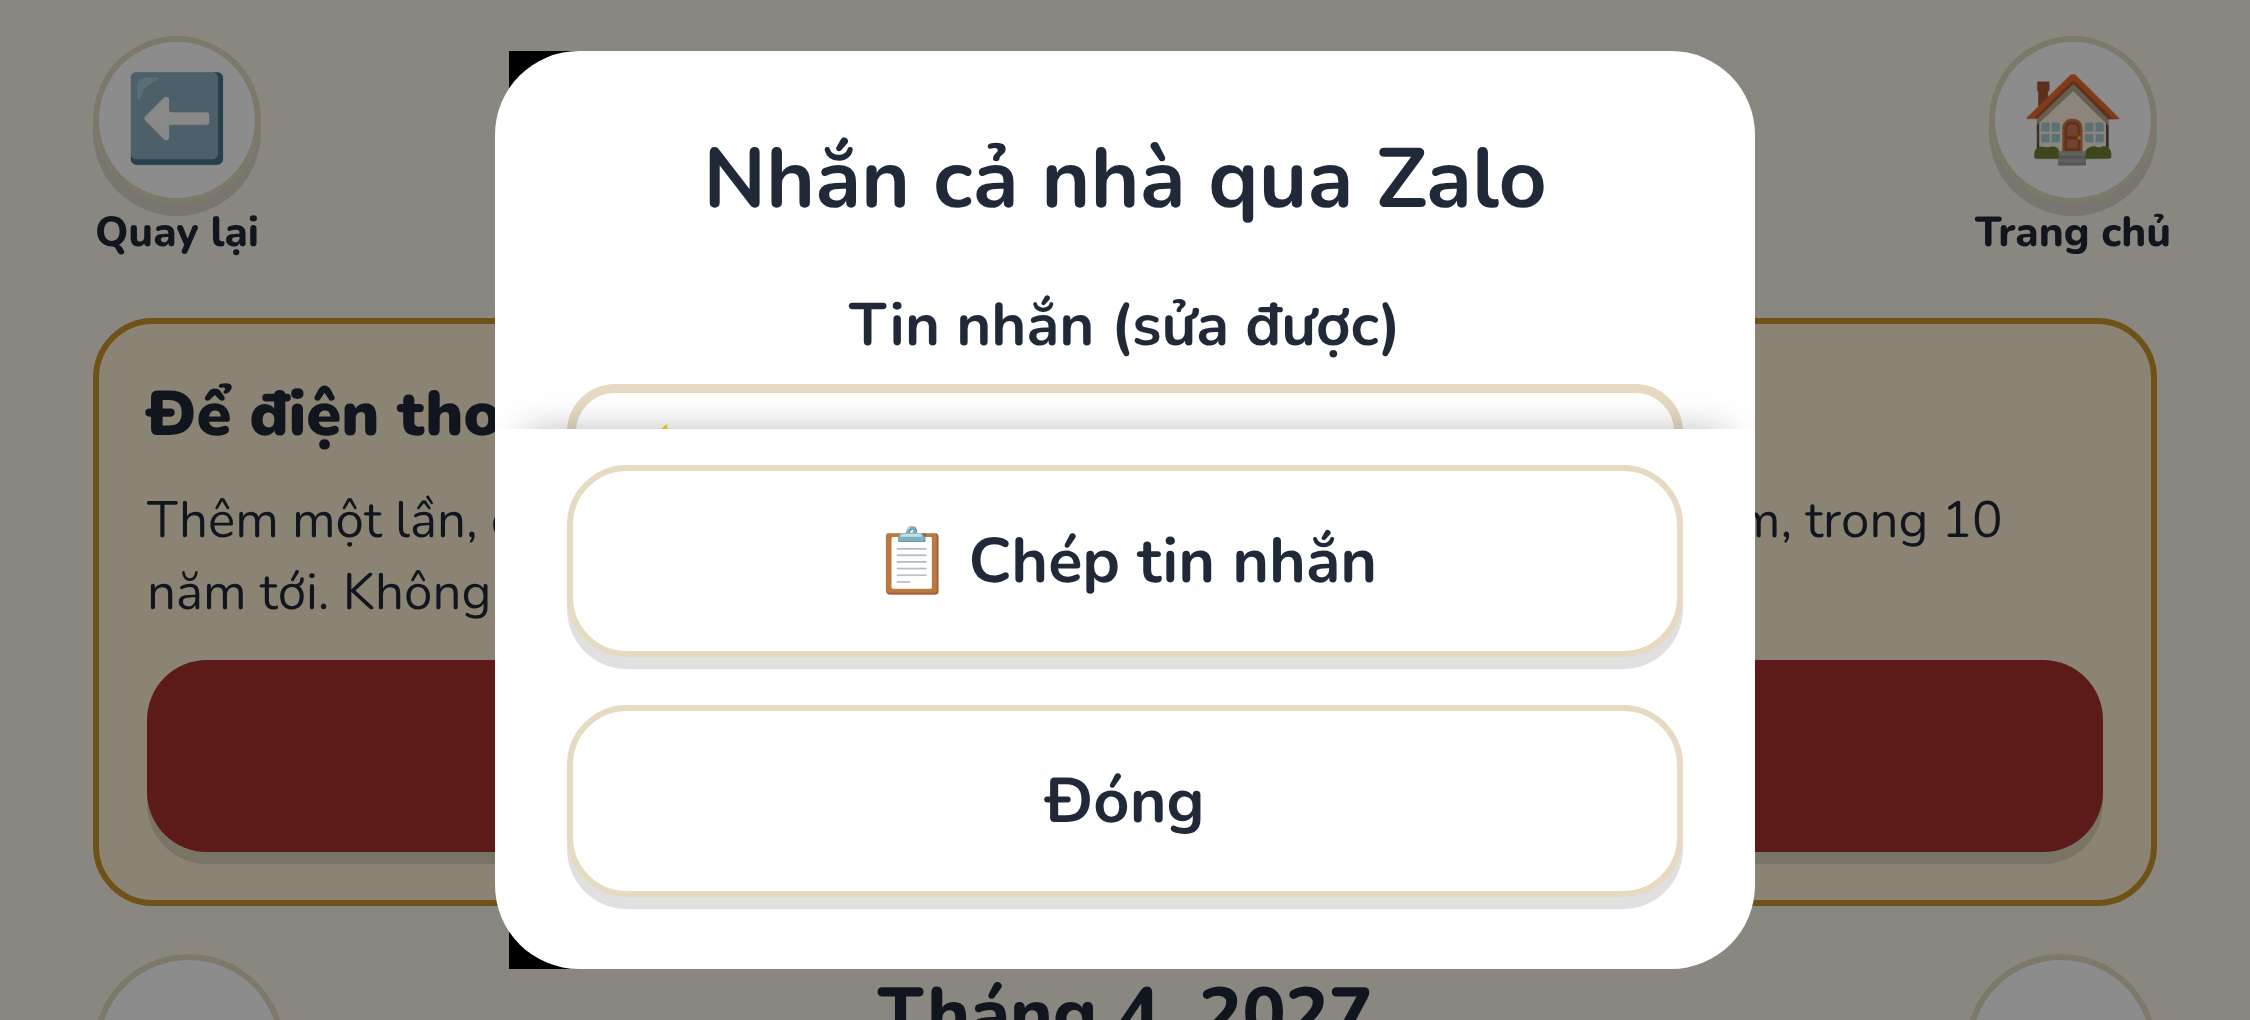 Quay lại
Trang chủ
Nhắn cả nhà qua Zalo
Tin nhắn (sửa được)
Để điện tho
Thêm một lần,
m, trong 10
năm tới. Không
📋 Chép tin nhắn
Đóng
Tháng 4, 2027